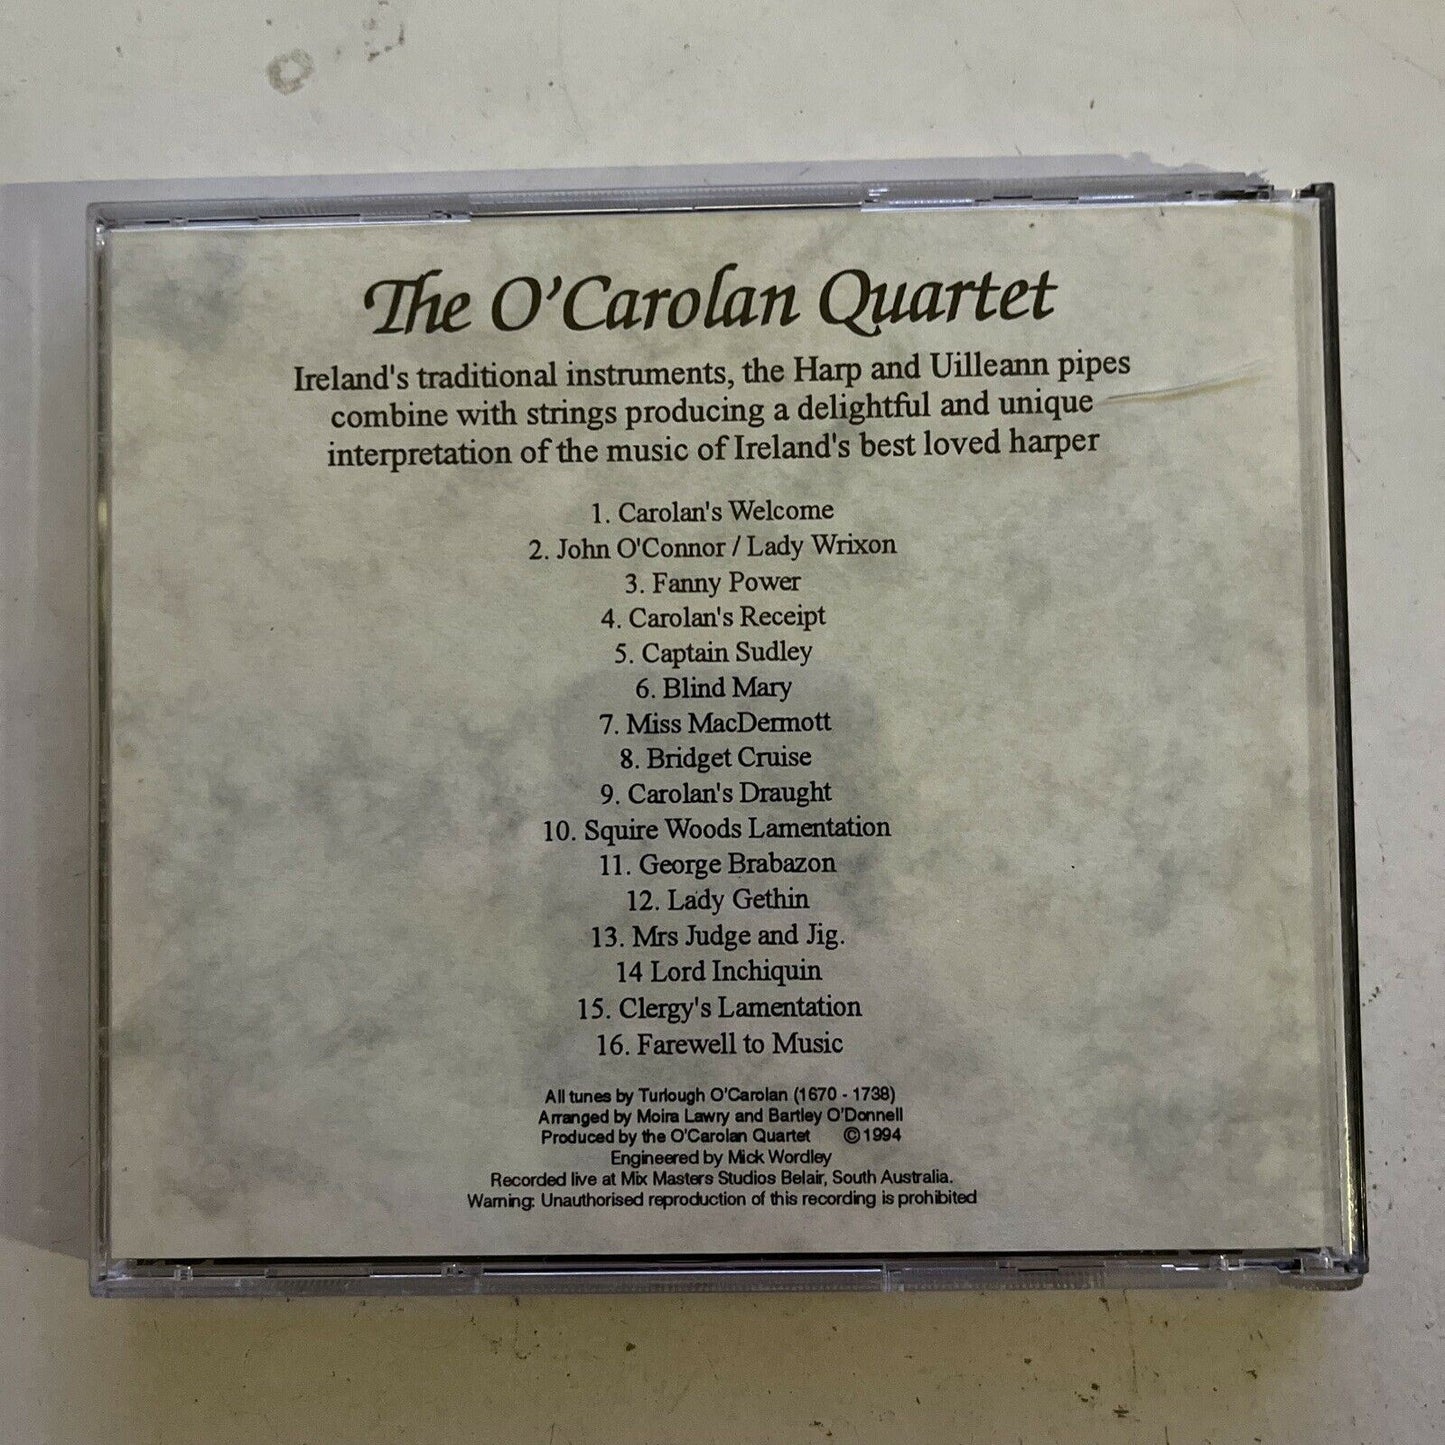 The O'Carolan Quartet
Ireland's traditional instruments, the Harp and Uilleann pipes
combine with strings producing a delightful and unique
interpretation of the music of Ireland's best loved harper
1. Carolan's Welcome
2. John O'Connor / Lady Wrixon
3. Fanny Power
4. Carolan's Receipt
5. Captain Sudley
6. Blind Mary
7. Miss MacDermott
8. Bridget Cruise
9. Carolan's Draught
10. Squire Woods Lamentation
11. George Brabazon
12. Lady Gethin
13. Mrs Judge and Jig.
14 Lord Inchiquin
15. Clergy's Lamentation
16. Farewell to Music
All tunes by Turlough O'Carolan (1670 - 1738)
Arranged by Moira Lawry and Bartley O'Donnell
Produced by the O'Carolan Quartet ©1994
Engineered by Mick Wordley
Recorded live at Mix Masters Studios Belair, South Australia.
Warning: Unauthorised reproduction of this recording is prohibited